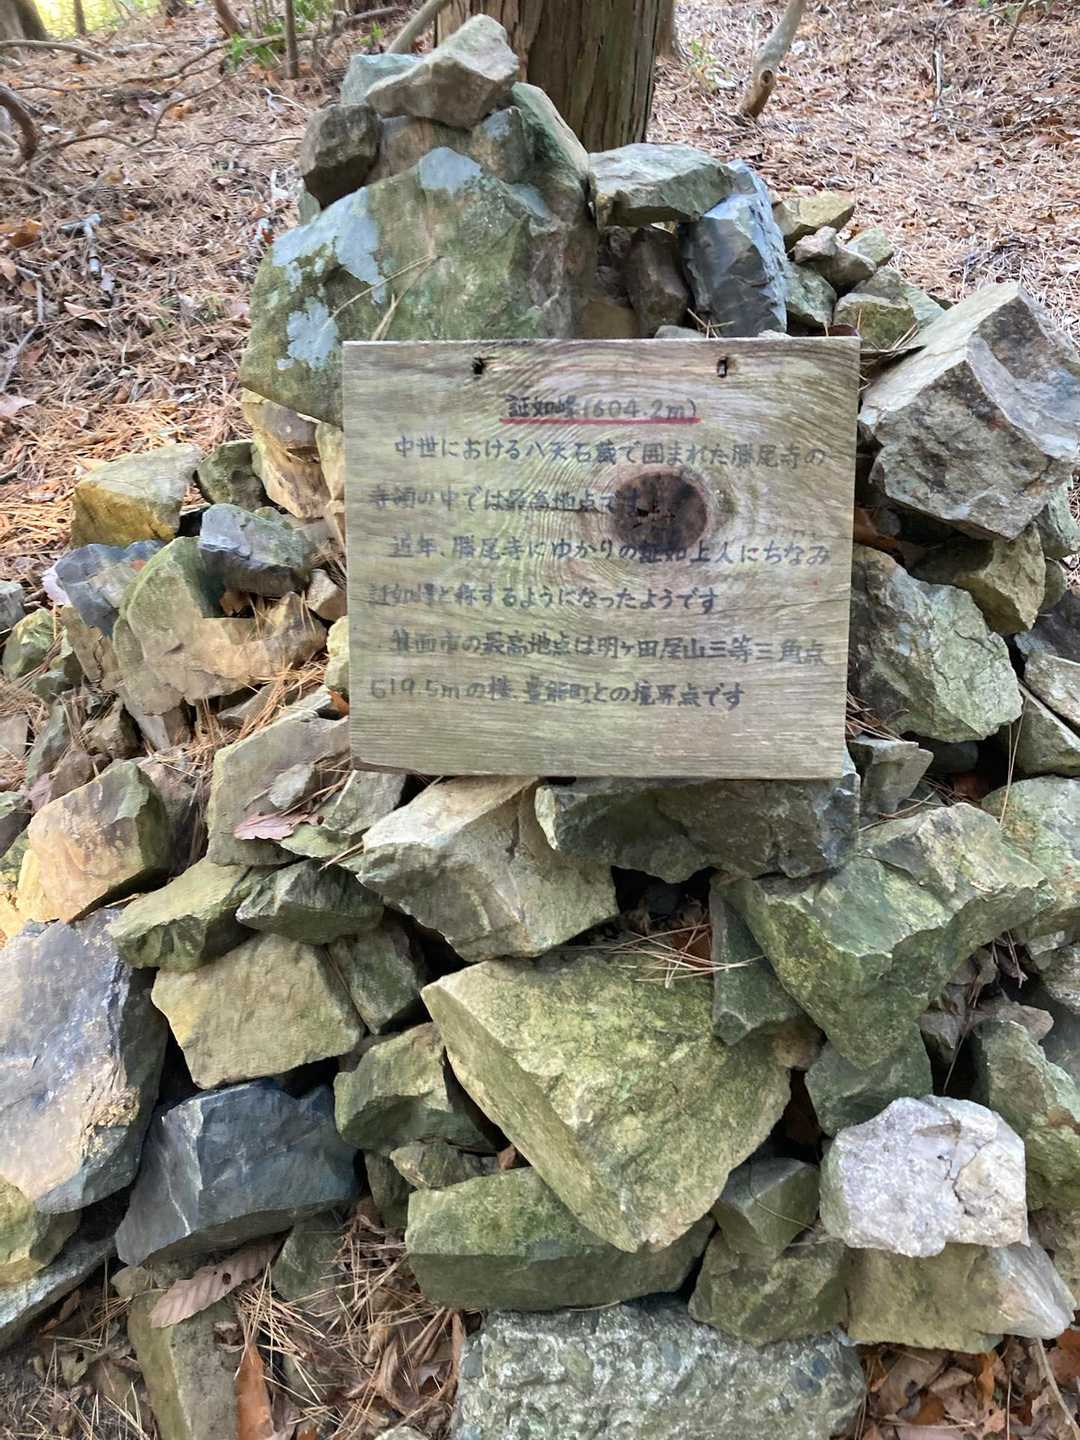 証如峰(604.2m)
中世における八天石蔵で囲まれた勝尾寺の
寺領の中では最高地点です。
近年、勝尾寺にゆかりの証如上人にちなみ
証如峰と称するようになったようです
箕面市の最高地点は明ヶ田尾山三等三角点
619.5mの横、豊能町との境界点です